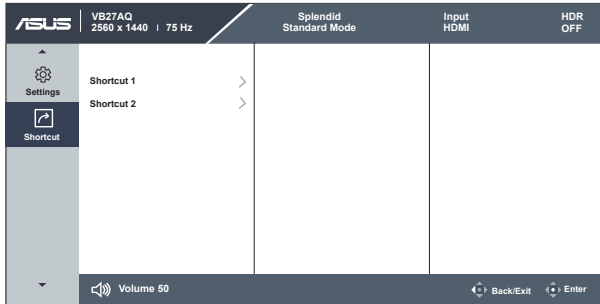 ASUS
VB27AQ
2560 x 1440 | 75 Hz
Splendid
Standard Mode
Input
HDMI
HDR
OFF
Settings
Shortcut
Shortcut 1
Shortcut 2
Volume 50
Back/Exit
Enter